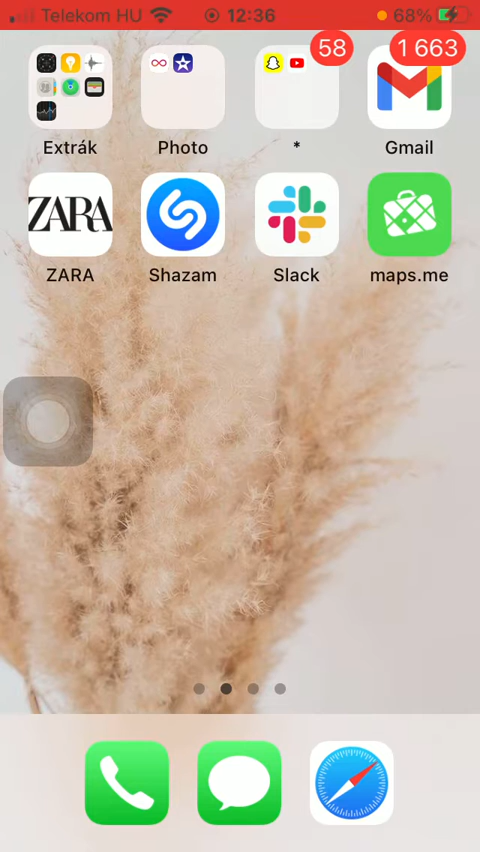 Telekom HU 12:36 68%
58 1 663
Extrák Photo * Gmail
ZARA
ZARA Shazam Slack maps.me